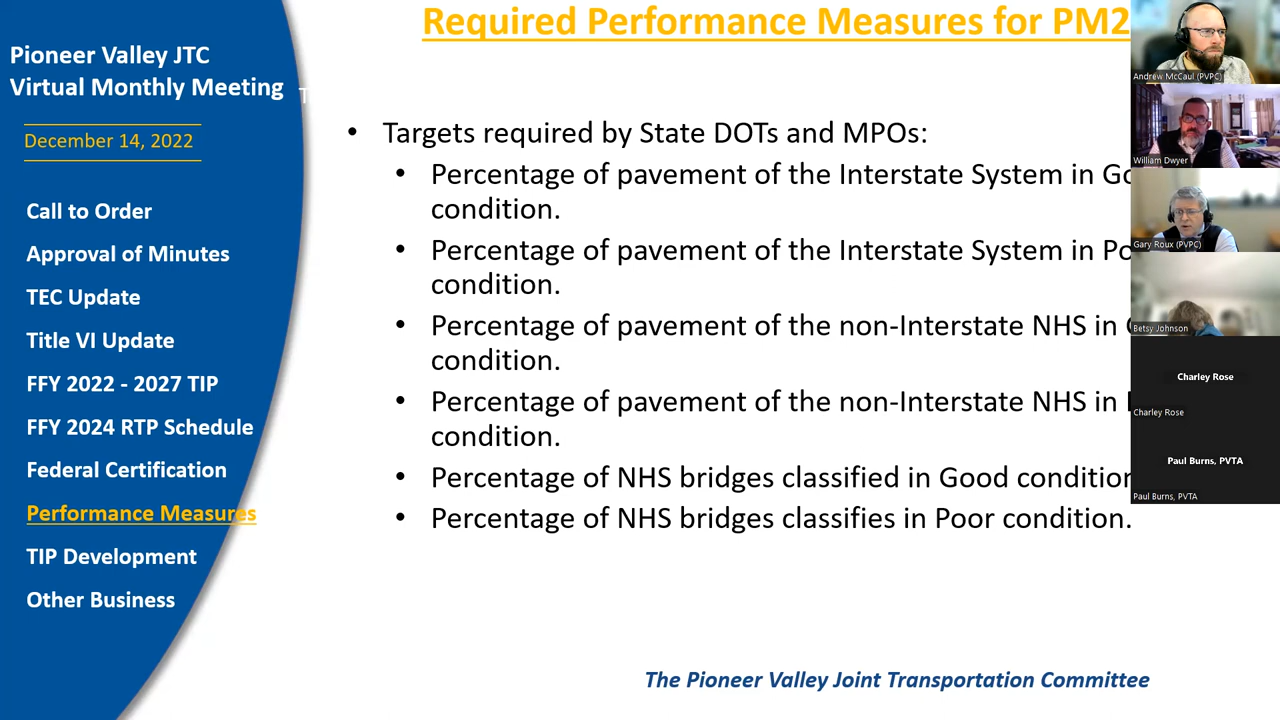 Pioneer Valley JTC
Virtual Monthly Meeting
December 14, 2022
Call to Order
Approval of Minutes
TEC Update
Title VI Update
FFY 2022 - 2027 TIP
FFY 2024 RTP Schedule
Federal Certification
Performance Measures
TIP Development
Other Business
Required Performance Measures for PM2
• Targets required by State DOTs and MPOs:
• Percentage of pavement of the Interstate System in
condition.
• Percentage of pavement of the Interstate System in
condition.
• Percentage of pavement of the non-Interstate NHS in
condition.
• Percentage of pavement of the non-Interstate NHS in
condition.
• Percentage of NHS bridges classified in Good condition
• Percentage of NHS bridges classifies in Poor condition.
The Pioneer Valley Joint Transportation Committee
Andrew McCaul (PVPC)
William Dwyer
Gary Roux (PVPC)
Betsy Johnson
Charley Rose
Charley Rose
Paul Burns, PVTA
Paul Burns, PVTA